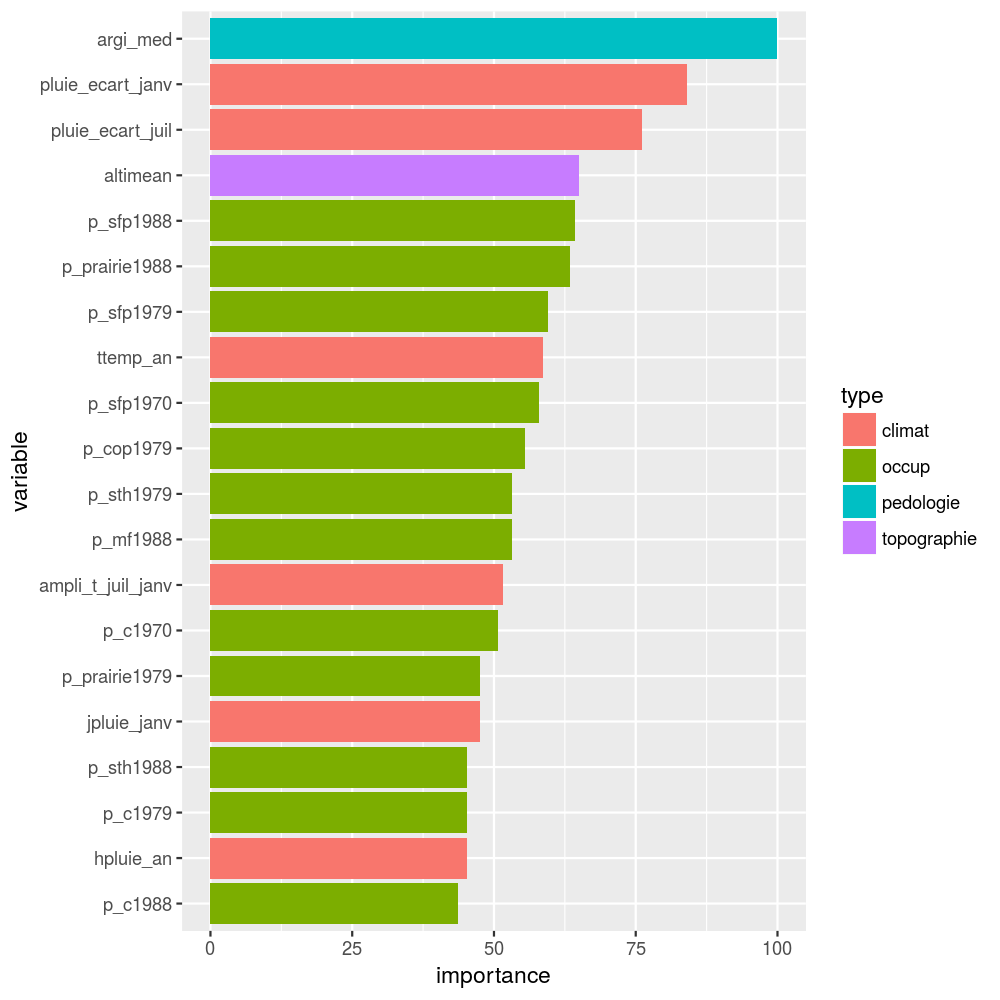 argi_med
pluie_ecart_janv
pluie_ecart_juil
altimean
p_sfp1988
p_prairie1988
p_sfp1979
ttemp_an
p_sfp1970
p_cop1979
p_sth1979
p_mf1988
ampli_t_juil_janv
p_c1970
p_prairie1979
jpluie_janv
p_sth1988
p_c1979
hpluie_an
p_c1988
variable
0 25 50 75 100
importance
type
climat
occup
pedologie
topographie